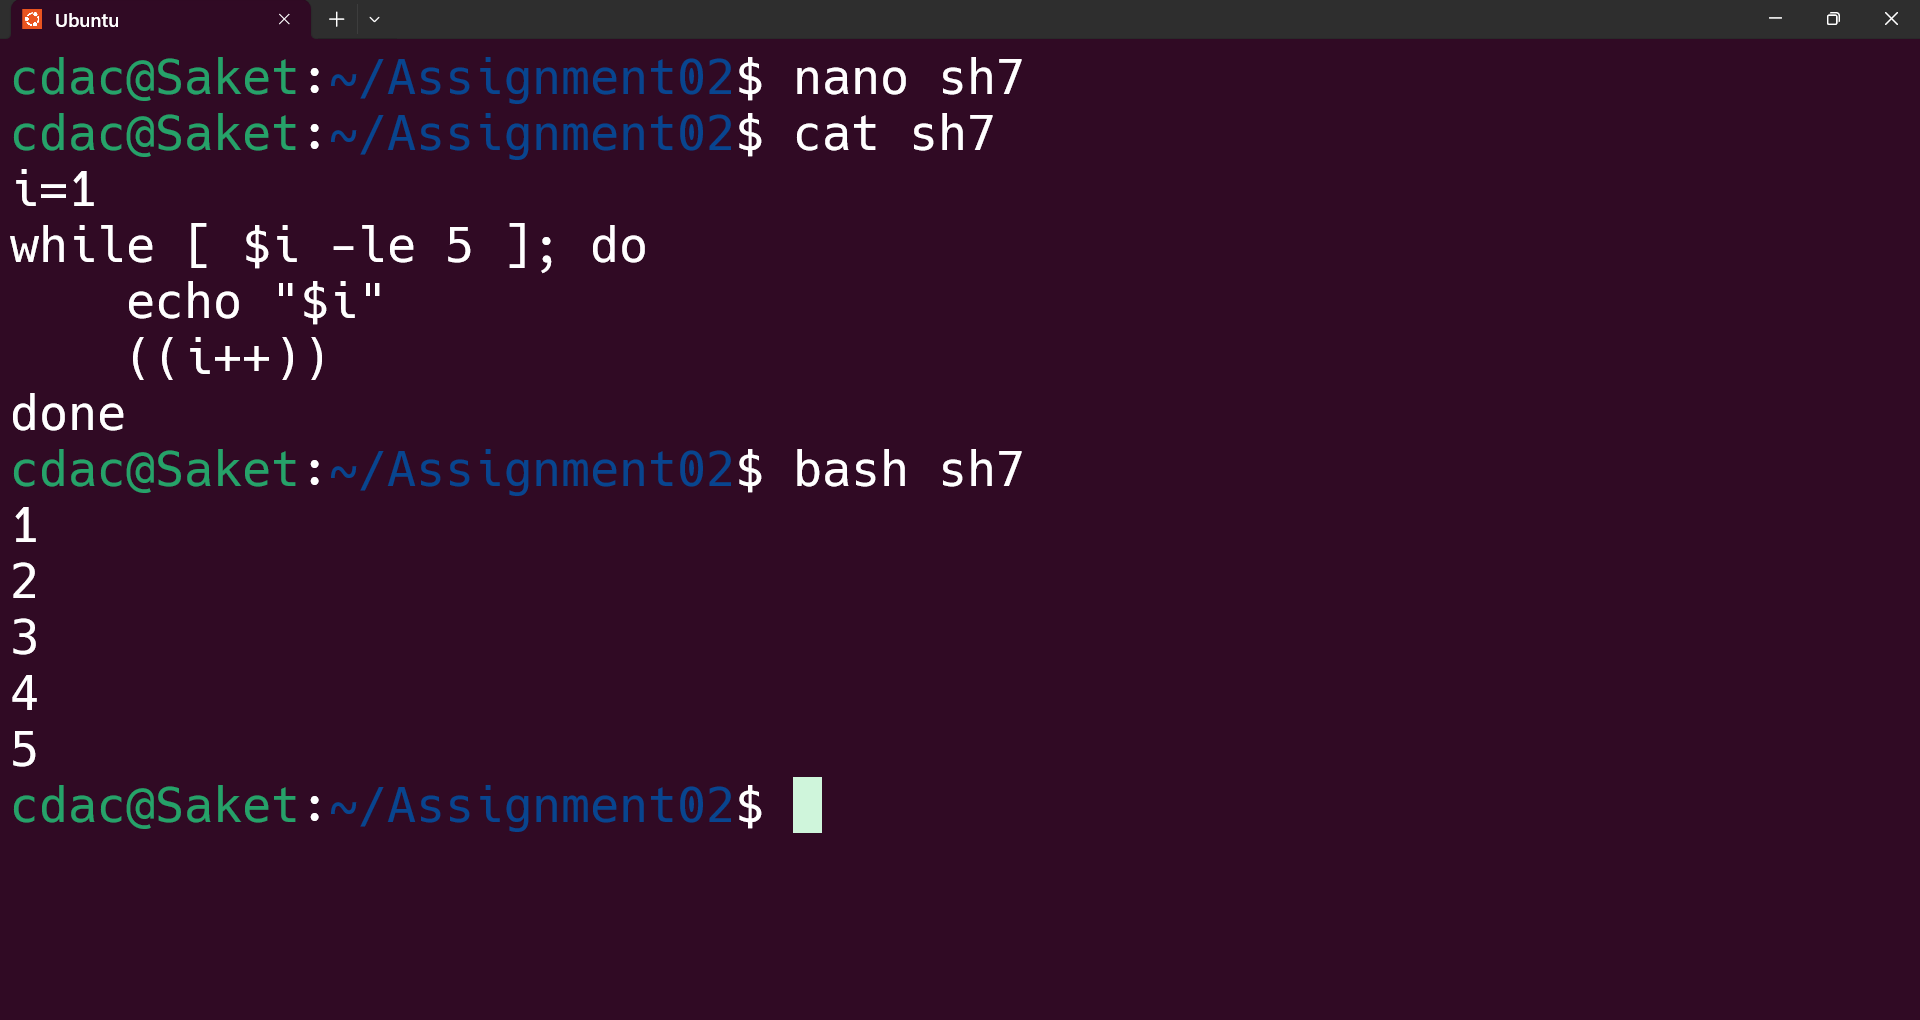 Ubuntu
cdac@Saket:~/Assignment02$ nano sh7
cdac@Saket:~/Assignment02$ cat sh7
i=1
while [ $i -le 5 ]; do
    echo "$i"
    ((i++))
done
cdac@Saket:~/Assignment02$ bash sh7
1
2
3
4
5
cdac@Saket:~/Assignment02$